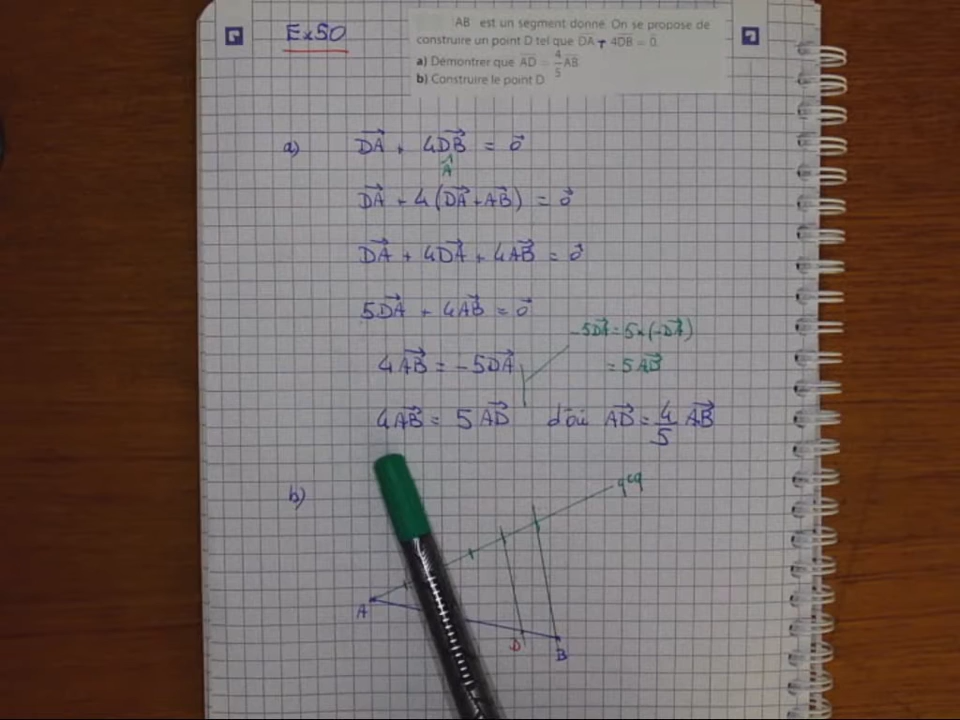 Ex50
AB est un segment donné. On se propose de
construire un point D tel que DA + 4DB = 0.
a) Démontrer que AD = 4/5 AB
b) Construire le point D
a) DA + 4DB = 0
A
DA + 4(DA + AB) = 0
DA + 4DA + 4AB = 0
5DA + 4AB = 0
-5DA = 5×(-DA)
4AB = -5DA
= 5AD
4AB = 5AD d'où AD = 4/5 AB
b)
qcq
A
D
B